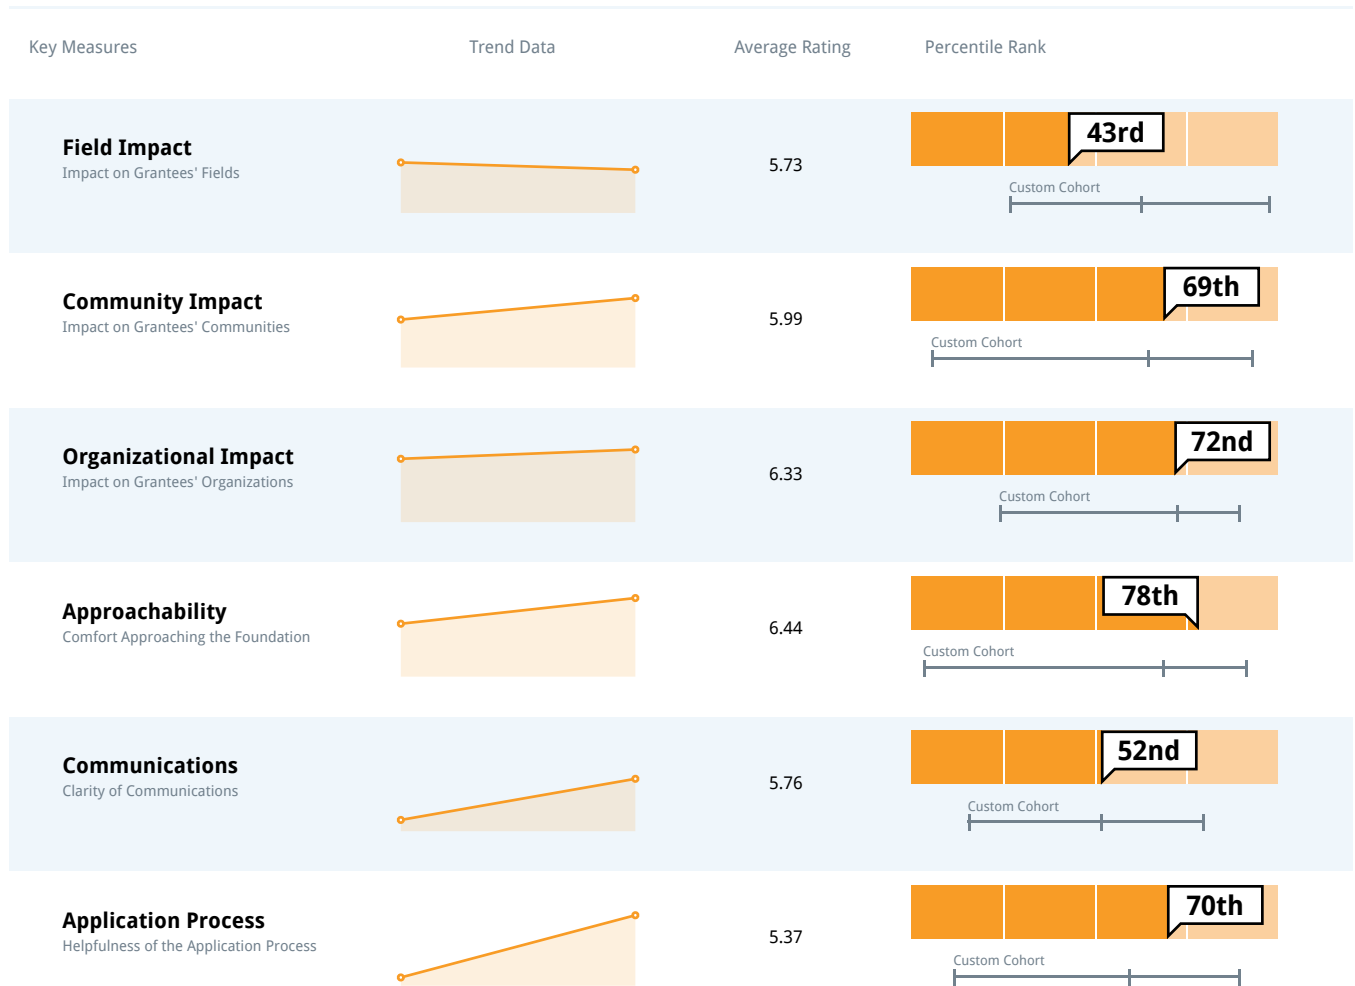 Key Measures Trend Data Average Rating Percentile Rank
Field Impact
Impact on Grantees' Fields
5.73
43rd
Custom Cohort
Community Impact
Impact on Grantees' Communities
5.99
69th
Custom Cohort
Organizational Impact
Impact on Grantees' Organizations
6.33
72nd
Custom Cohort
Approachability
Comfort Approaching the Foundation
6.44
78th
Custom Cohort
Communications
Clarity of Communications
5.76
52nd
Custom Cohort
Application Process
Helpfulness of the Application Process
5.37
70th
Custom Cohort